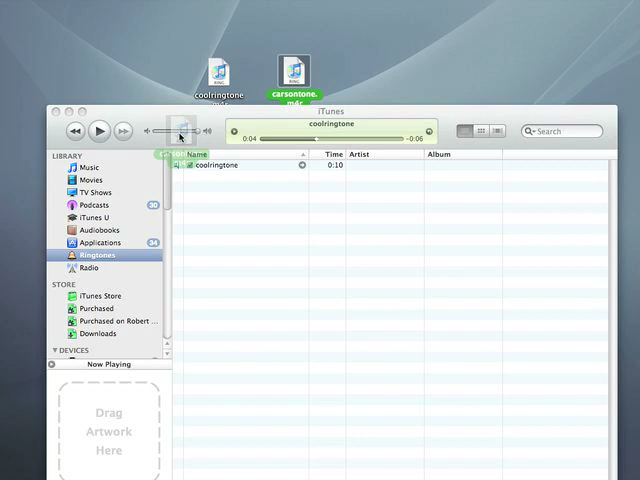 RING
RING
coolringtone
m4r
carsontone.
m4r
iTunes
coolringtone
0:04
-0:06
Search
LIBRARY
Name
Time
Artist
Album
Music
coolringtone
0:10
Movies
TV Shows
Podcasts
30
iTunes U
Audiobooks
Applications
34
Ringtones
Radio
STORE
iTunes Store
Purchased
Purchased on Robert ...
Downloads
DEVICES
Now Playing
Drag
Artwork
Here